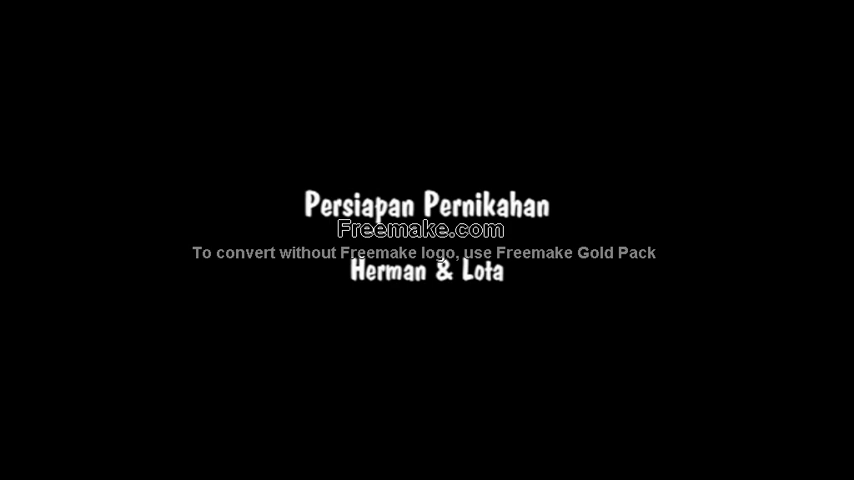 Persiapan Pernikahan
Freemake.com
To convert without Freemake logo, use Freemake Gold Pack
Herman & Lota